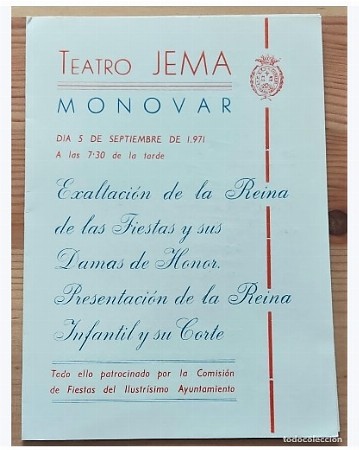 TEATRO JEMA
MONOVAR
DIA 5 DE SEPTIEMBRE DE 1.971
A las 7'30 de la tarde
Exaltación de la Reina
de las Fiestas y sus
Damas de Honor.
Presentación de la Reina
Infantil y su Corte
Todo ello patrocinado por la Comisión
de Fiestas del Ilustrísimo Ayuntamiento
todocoleccion